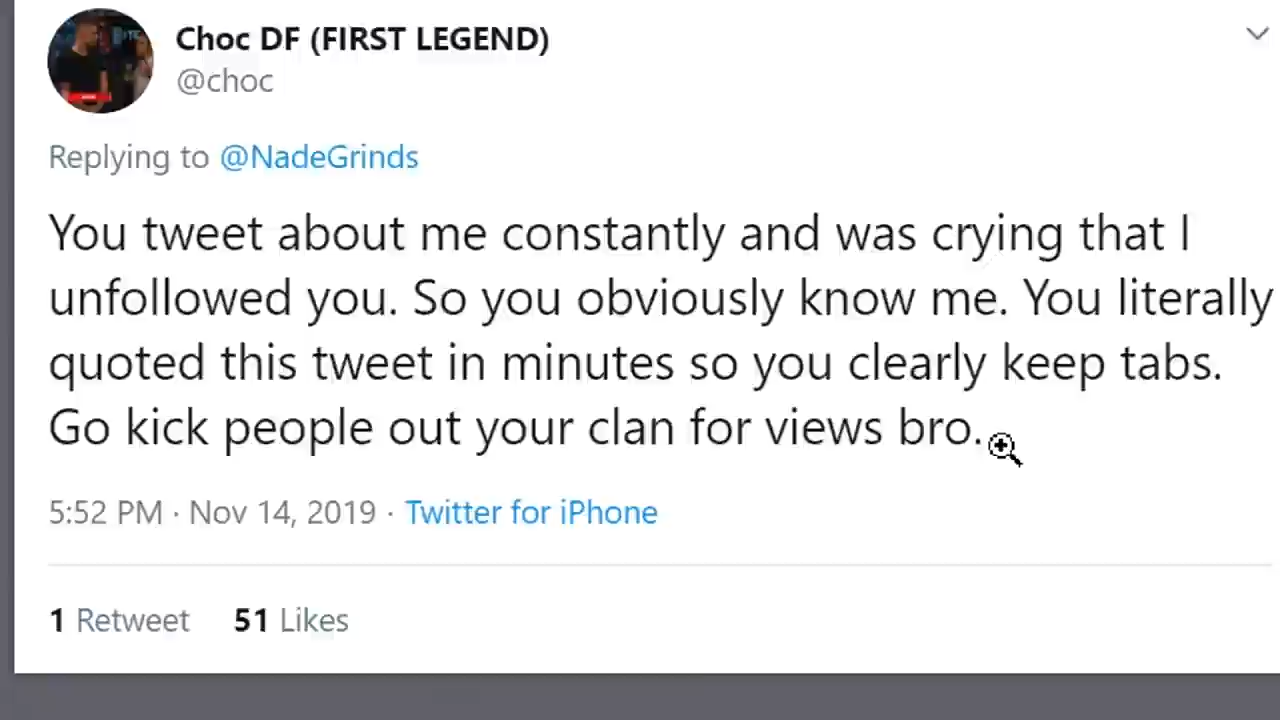 Choc DF (FIRST LEGEND)
@choc
Replying to @NadeGrinds
You tweet about me constantly and was crying that I
unfollowed you. So you obviously know me. You literally
quoted this tweet in minutes so you clearly keep tabs.
Go kick people out your clan for views bro.
5:52 PM · Nov 14, 2019 · Twitter for iPhone
1 Retweet 51 Likes